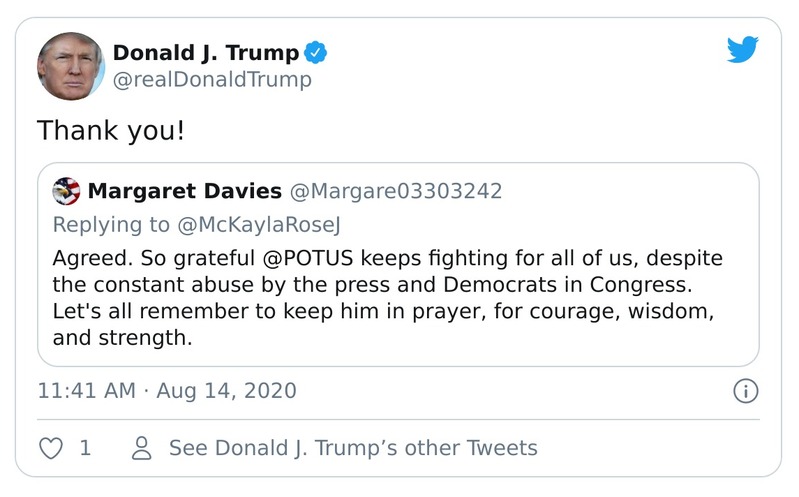 Donald J. Trump
@realDonaldTrump
Thank you!
Margaret Davies @Margare03303242
Replying to @McKaylaRoseJ
Agreed. So grateful @POTUS keeps fighting for all of us, despite
the constant abuse by the press and Democrats in Congress.
Let's all remember to keep him in prayer, for courage, wisdom,
and strength.
11:41 AM · Aug 14, 2020
1 See Donald J. Trump’s other Tweets